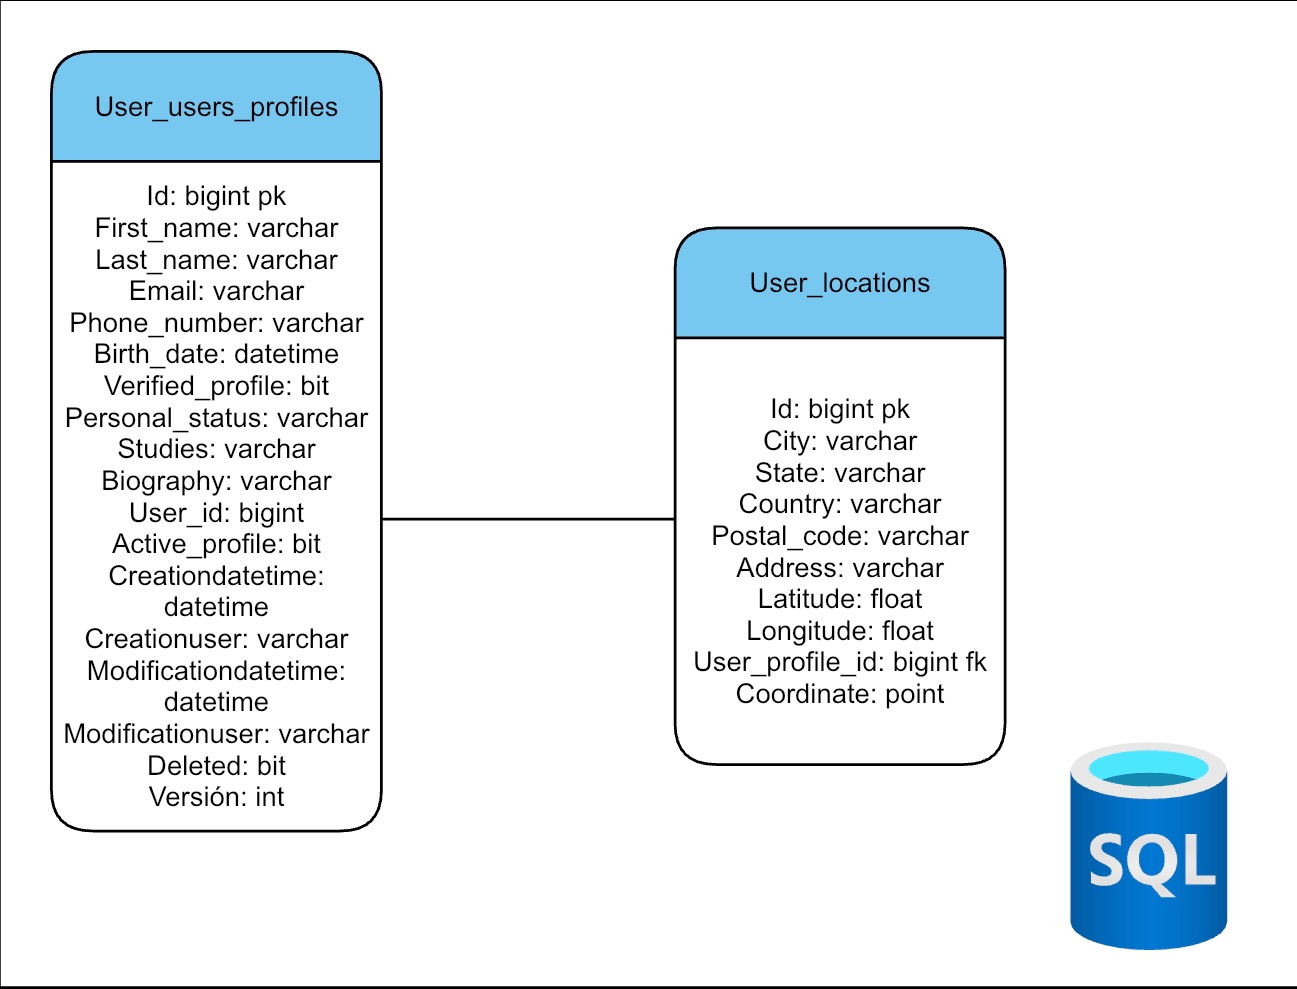 User_users_profiles
Id: bigint pk
First_name: varchar
Last_name: varchar
Email: varchar
Phone_number: varchar
Birth_date: datetime
Verified_profile: bit
Personal_status: varchar
Studies: varchar
Biography: varchar
User_id: bigint
Active_profile: bit
Creationdatetime:
datetime
Creationuser: varchar
Modificationdatetime:
datetime
Modificationuser: varchar
Deleted: bit
Versión: int
User_locations
Id: bigint pk
City: varchar
State: varchar
Country: varchar
Postal_code: varchar
Address: varchar
Latitude: float
Longitude: float
User_profile_id: bigint fk
Coordinate: point
SQL